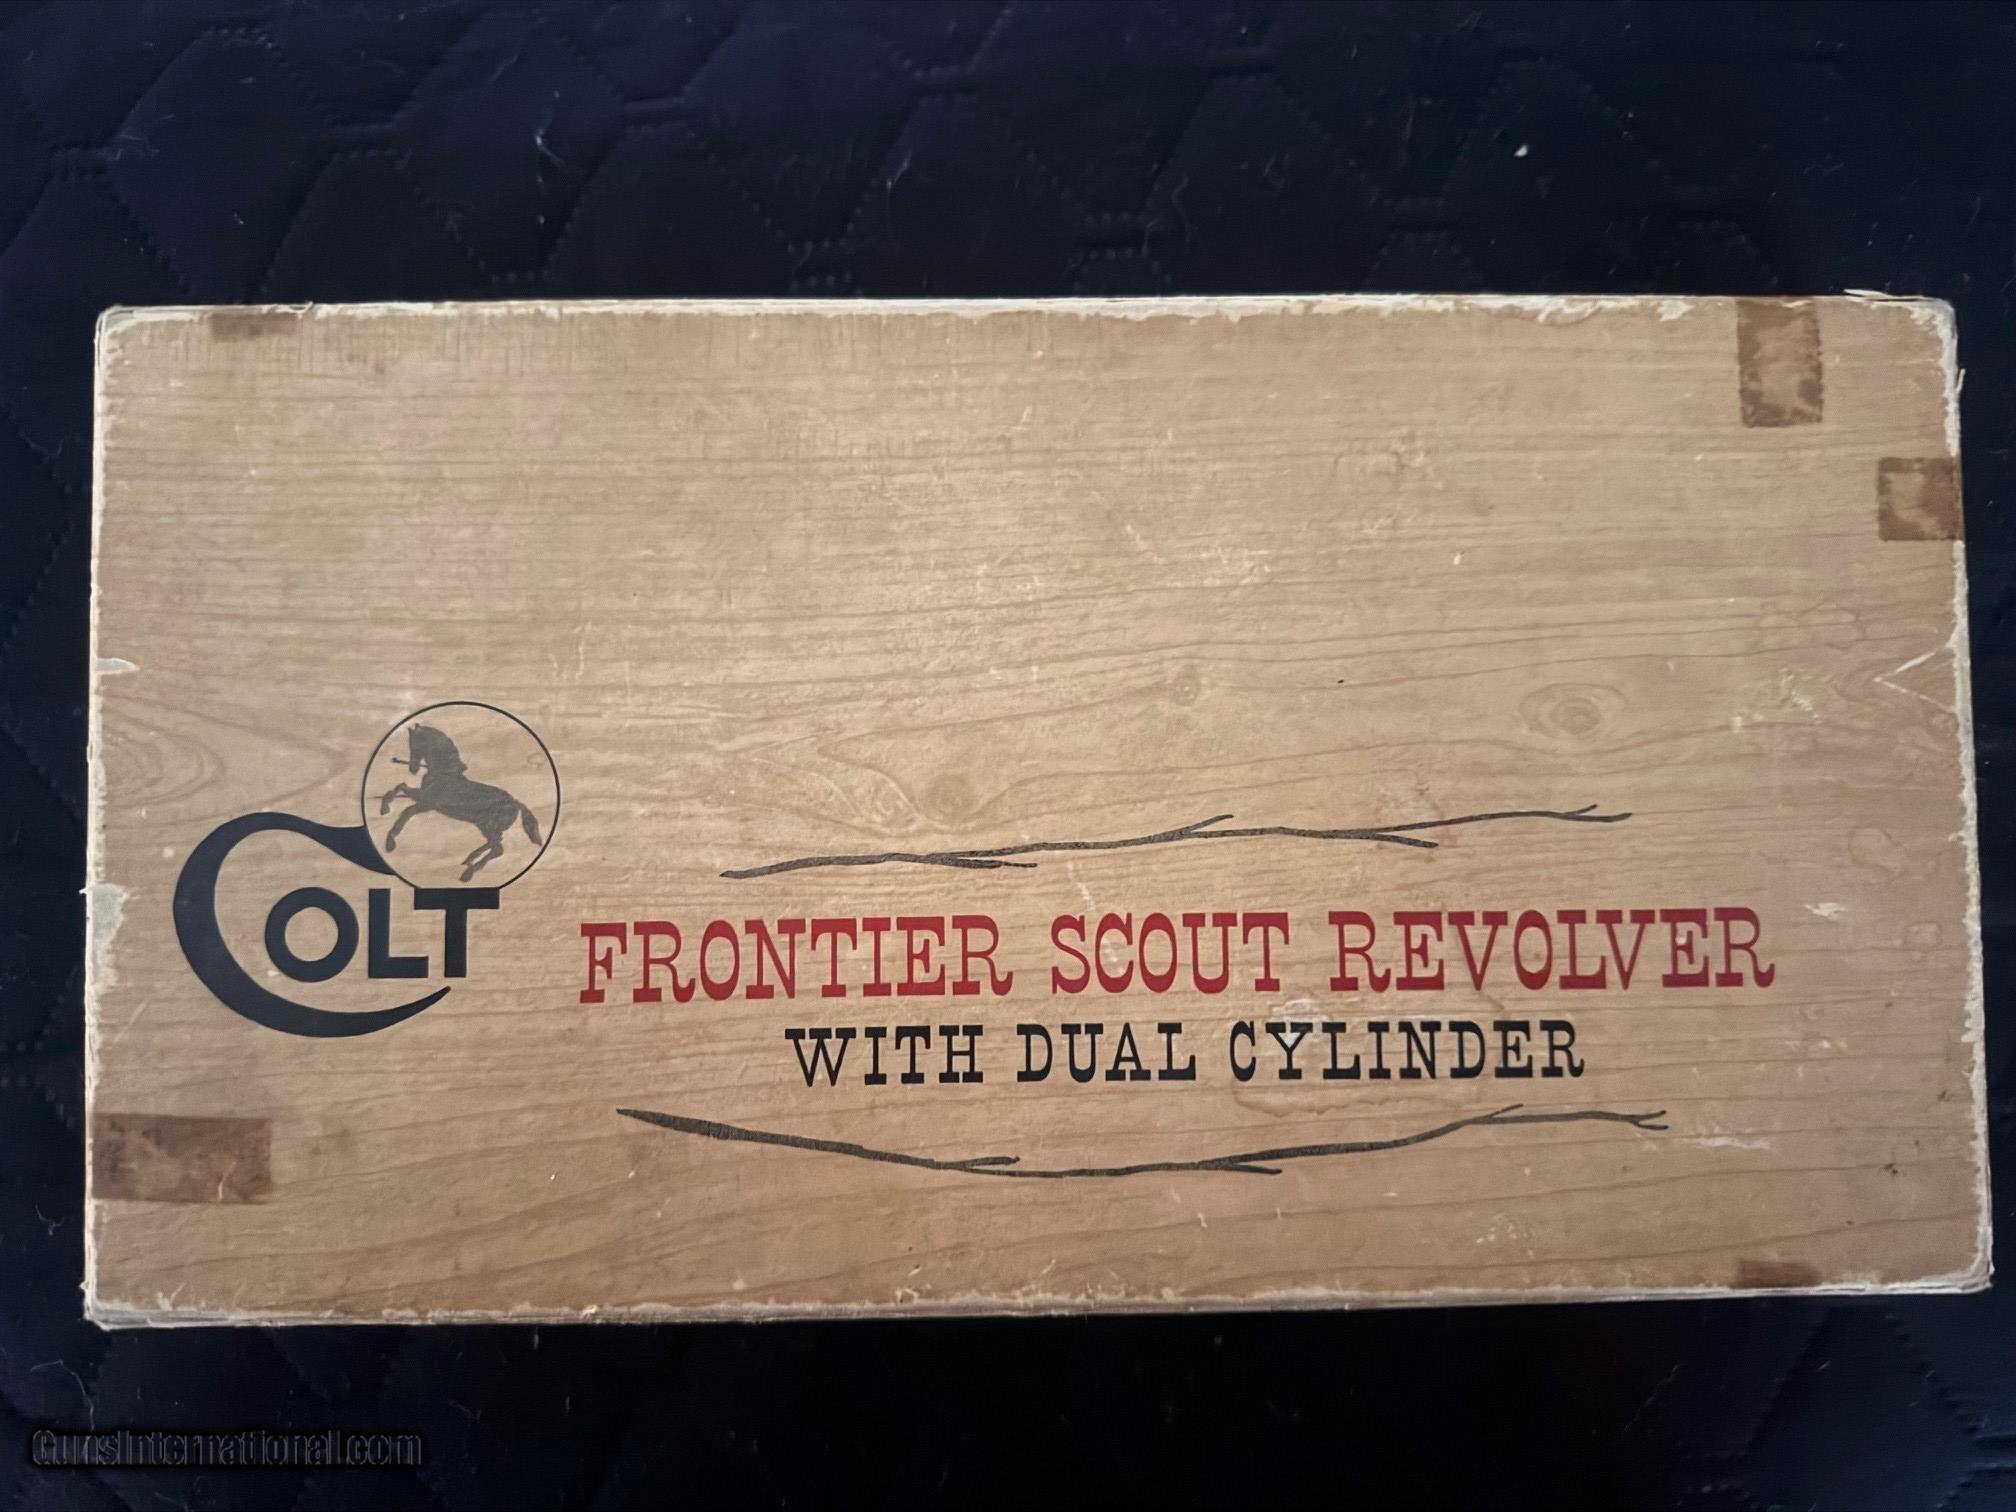 COLT
FRONTIER SCOUT REVOLVER
WITH DUAL CYLINDER
GunsInternational.com